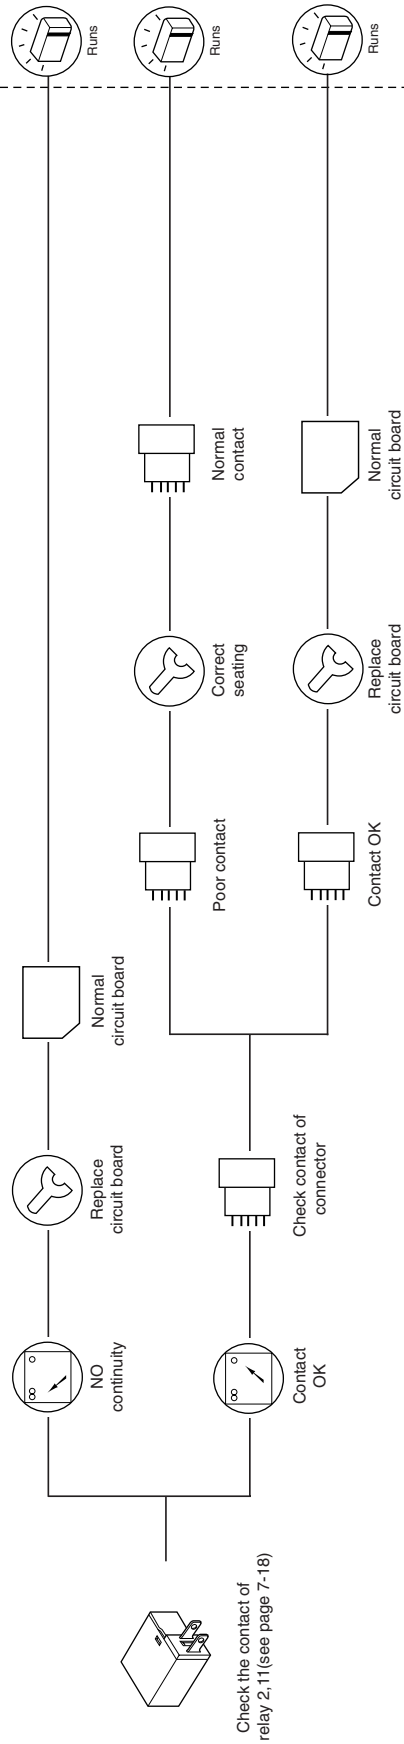 Check the contact of
relay 2,11(see page 7-18)
NO
continuity
Replace
circuit board
Normal
circuit board
Runs
Contact
OK
Check contact of
connector
Poor contact
Correct
seating
Normal
contact
Runs
Contact OK
Replace
circuit board
Normal
circuit board
Runs